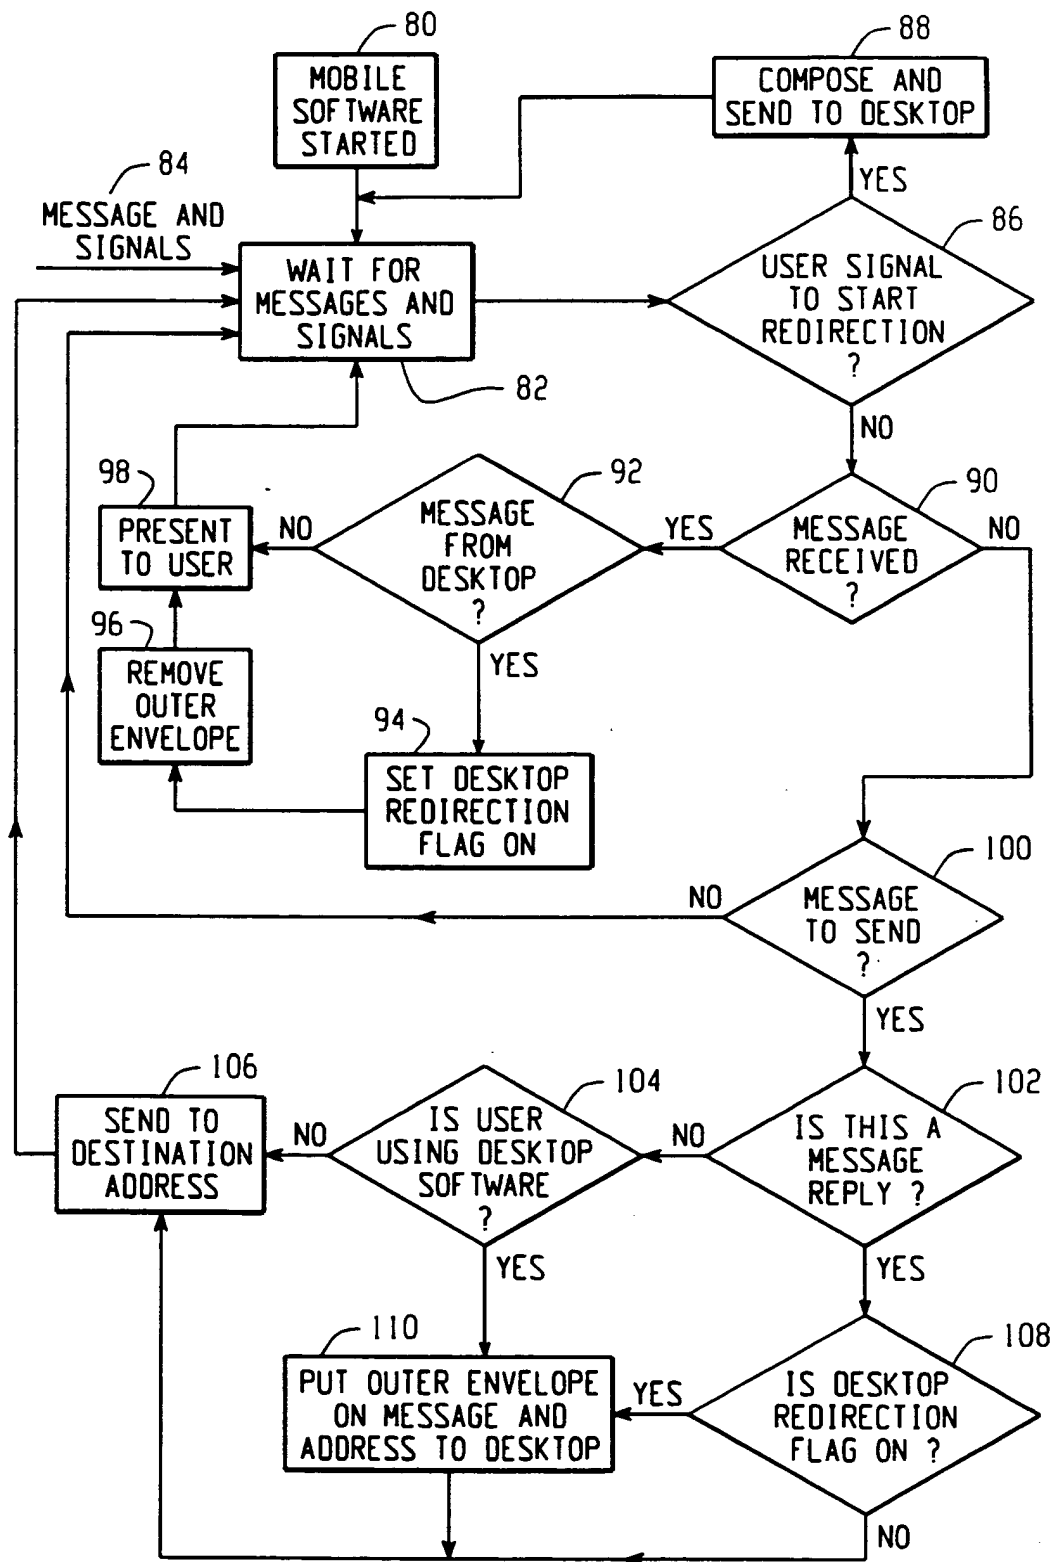 80
MOBILE
SOFTWARE
STARTED
88
COMPOSE AND
SEND TO DESKTOP
YES
84
MESSAGE AND
SIGNALS
WAIT FOR
MESSAGES AND
SIGNALS
82
86
USER SIGNAL
TO START
REDIRECTION
?
NO
98
PRESENT
TO USER
NO
92
MESSAGE
FROM
DESKTOP
?
YES
YES
90
MESSAGE
RECEIVED
?
NO
96
REMOVE
OUTER
ENVELOPE
94
SET DESKTOP
REDIRECTION
FLAG ON
100
MESSAGE
TO SEND
?
NO
YES
106
SEND TO
DESTINATION
ADDRESS
NO
104
IS USER
USING DESKTOP
SOFTWARE
?
YES
NO
102
IS THIS A
MESSAGE
REPLY ?
YES
110
PUT OUTER ENVELOPE
ON MESSAGE AND
ADDRESS TO DESKTOP
YES
108
IS DESKTOP
REDIRECTION
FLAG ON ?
NO